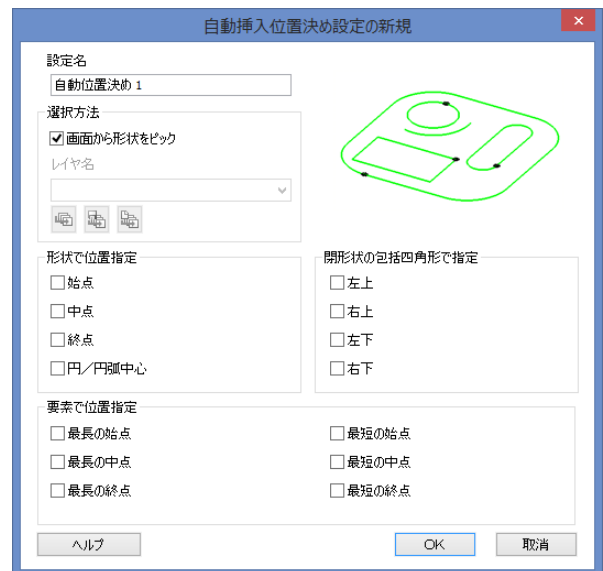 自動挿入位置決め設定の新規
設定名
自動位置決め 1
選択方法
画面から形状をピック
レイヤ名
形状で位置指定
始点
中点
終点
円／円弧中心
閉形状の包括四角形で指定
左上
右上
左下
右下
要素で位置指定
最長の始点
最長の中点
最長の終点
最短の始点
最短の中点
最短の終点
ヘルプ
OK
取消